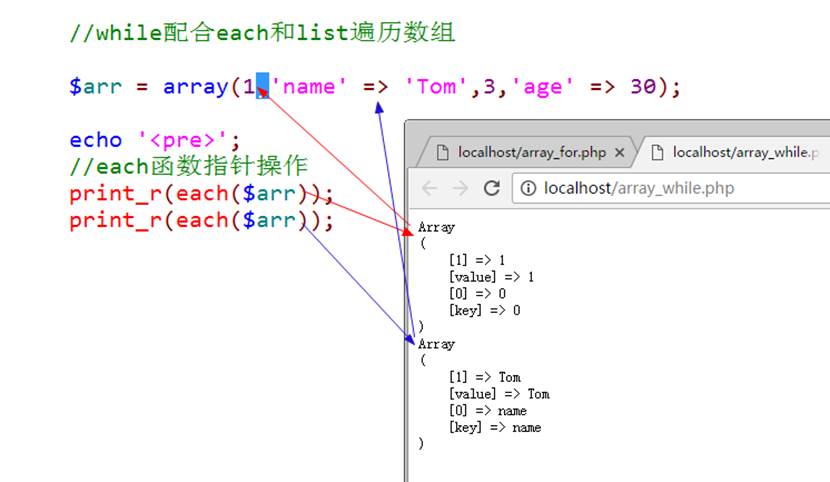 //while配合each和list遍历数组
$arr = array(1,'name' => 'Tom',3,'age' => 30);
echo '<pre>';
//each函数指针操作
print_r(each($arr));
print_r(each($arr));
localhost/array_for.php
localhost/array_while.p
localhost/array_while.php
Array
(
[1] => 1
[value] => 1
[0] => 0
[key] => 0
)
Array
(
[1] => Tom
[value] => Tom
[0] => name
[key] => name
)